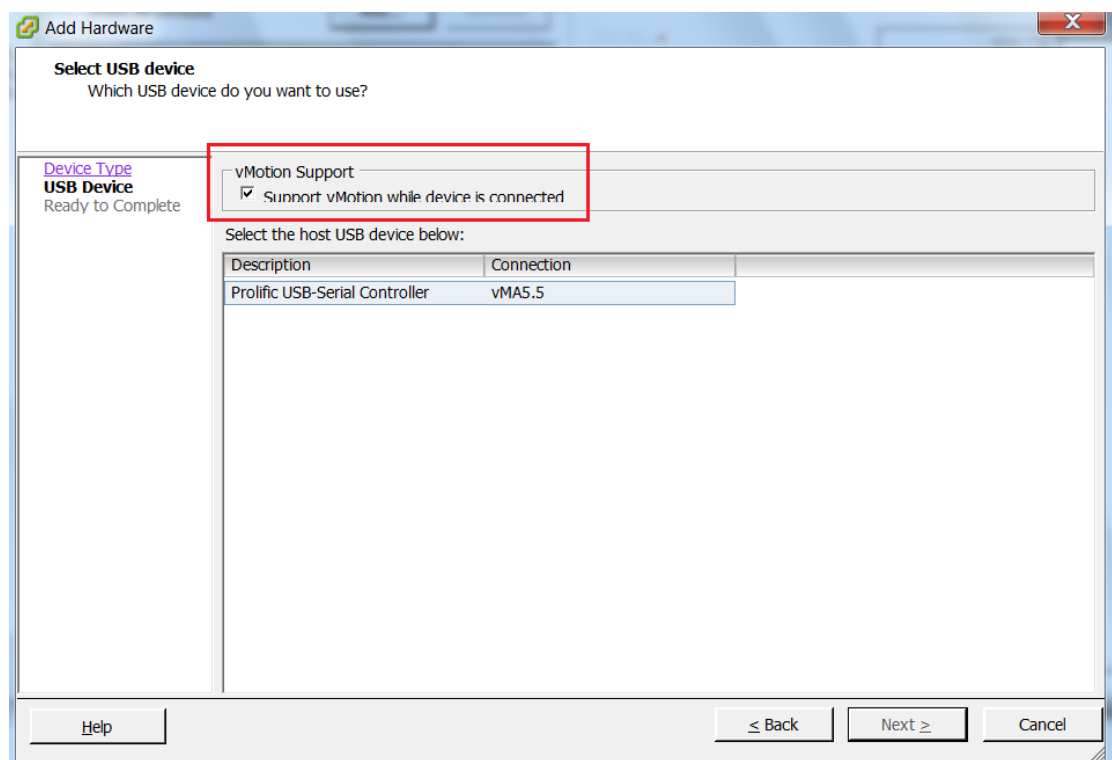 Add Hardware
X
Select USB device
Which USB device do you want to use?
Device Type
USB Device
Ready to Complete
vMotion Support
Support vMotion while device is connected
Select the host USB device below:
Description Connection
Prolific USB-Serial Controller vMA5.5
Help
≤ Back Next ≥ Cancel